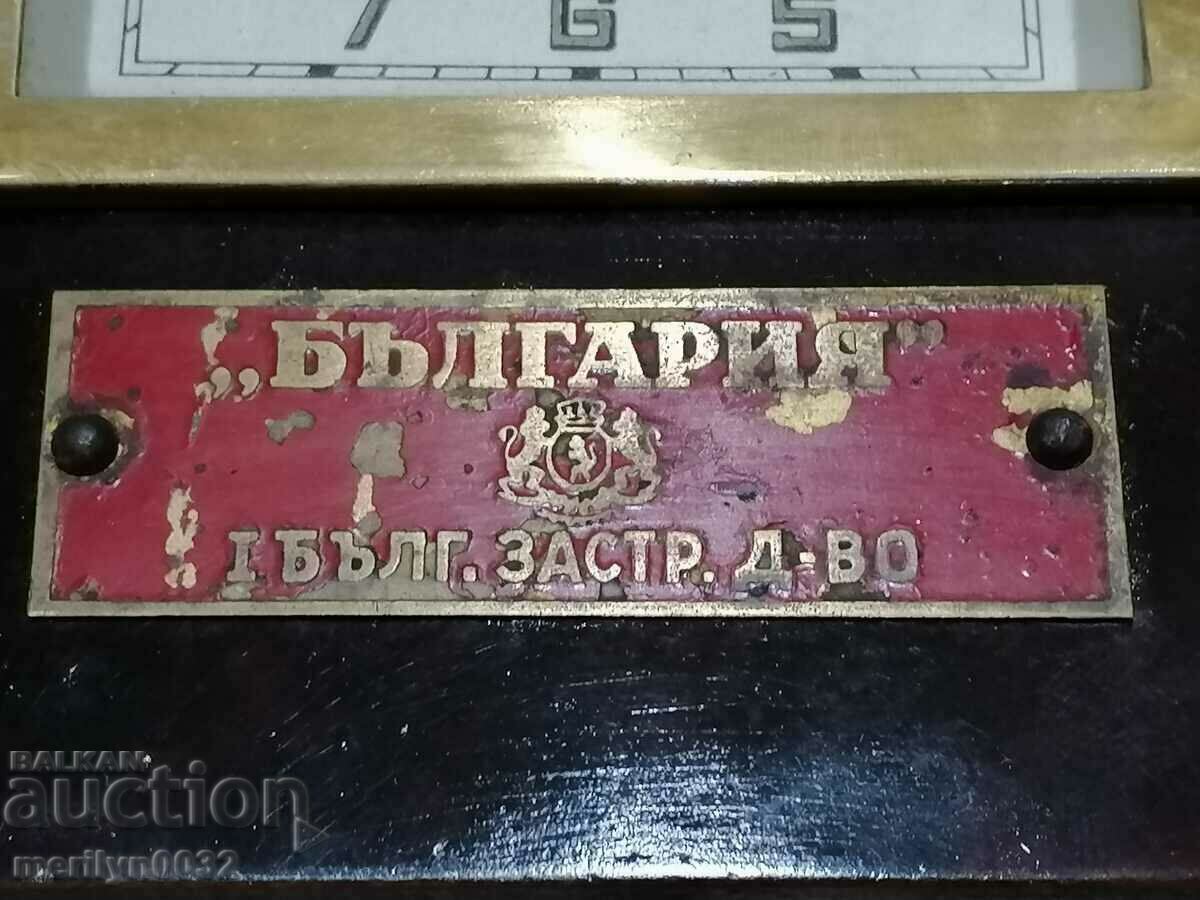 7 6 5
„БЪЛГАРИЯ”
I БЪЛГ. ЗАСТР. Д-ВО
BALKAN
auction
merilyn0032